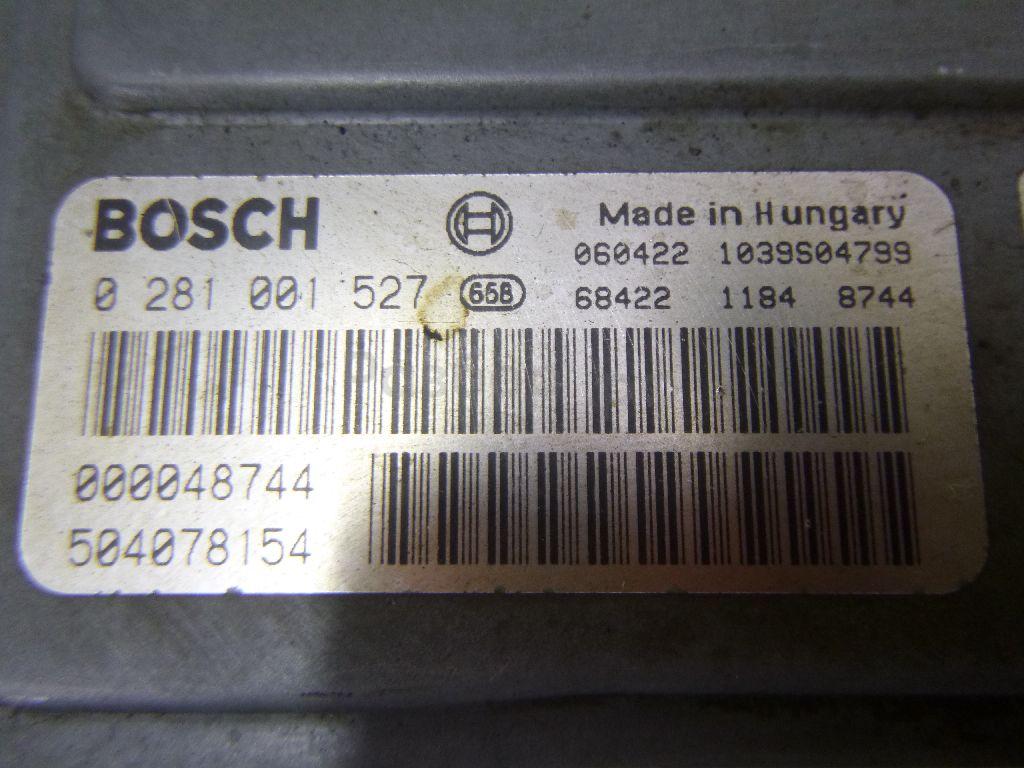 BOSCH
Made in Hungary
060422 1039S04799
0 281 001 527 668
68422 1184 8744
000048744
504078154